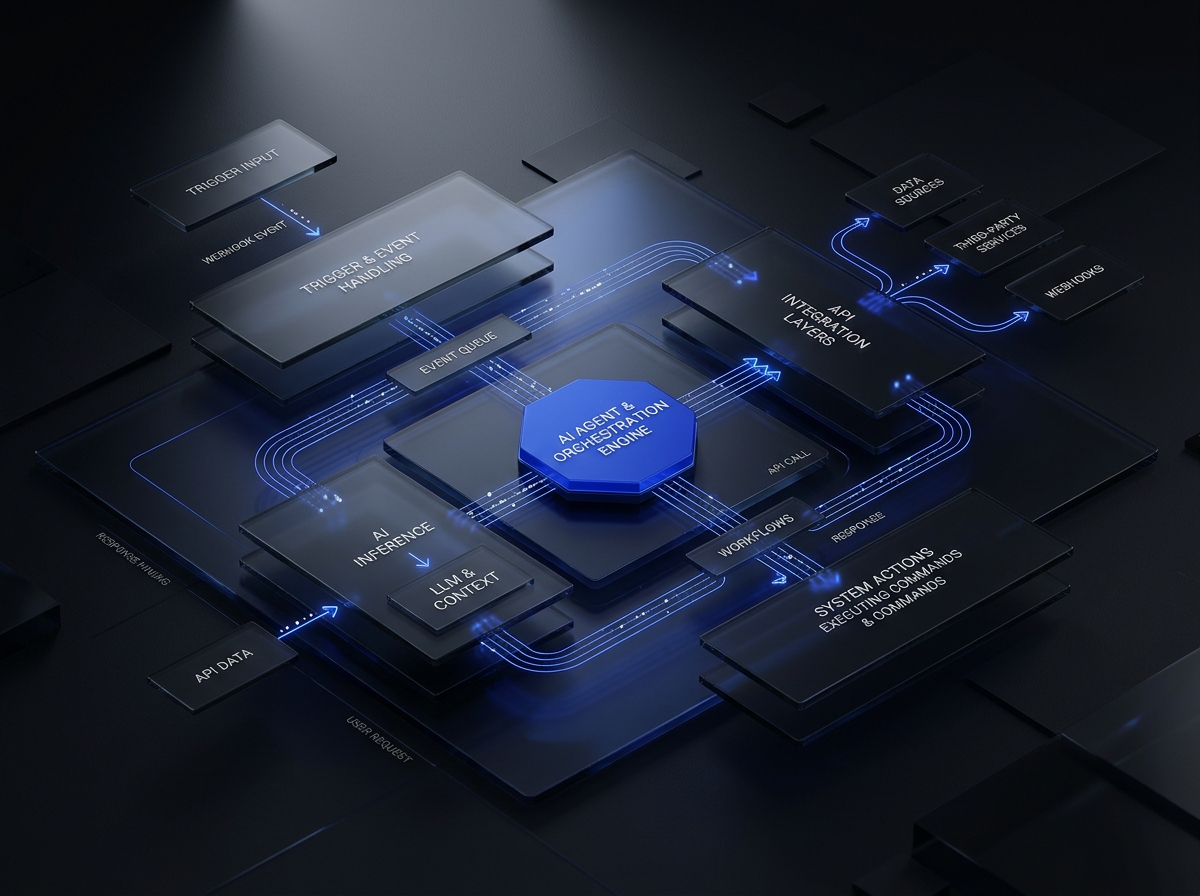 TRIGGER INPUT
WEBHOOK EVENT
TRIGGER & EVENT
HANDLING
EVENT QUEUE
DATA
SOURCES
THIRD-PARTY
SERVICES
WEBHOOKS
API
INTEGRATION
LAYERS
AI AGENT &
ORCHESTRATION
ENGINE
API CALL
AI
INFERENCE
LLM &
CONTEXT
WORKFLOWS
SYSTEM ACTIONS
EXECUTING COMMANDS
& COMMANDS
API DATA
USER REQUEST